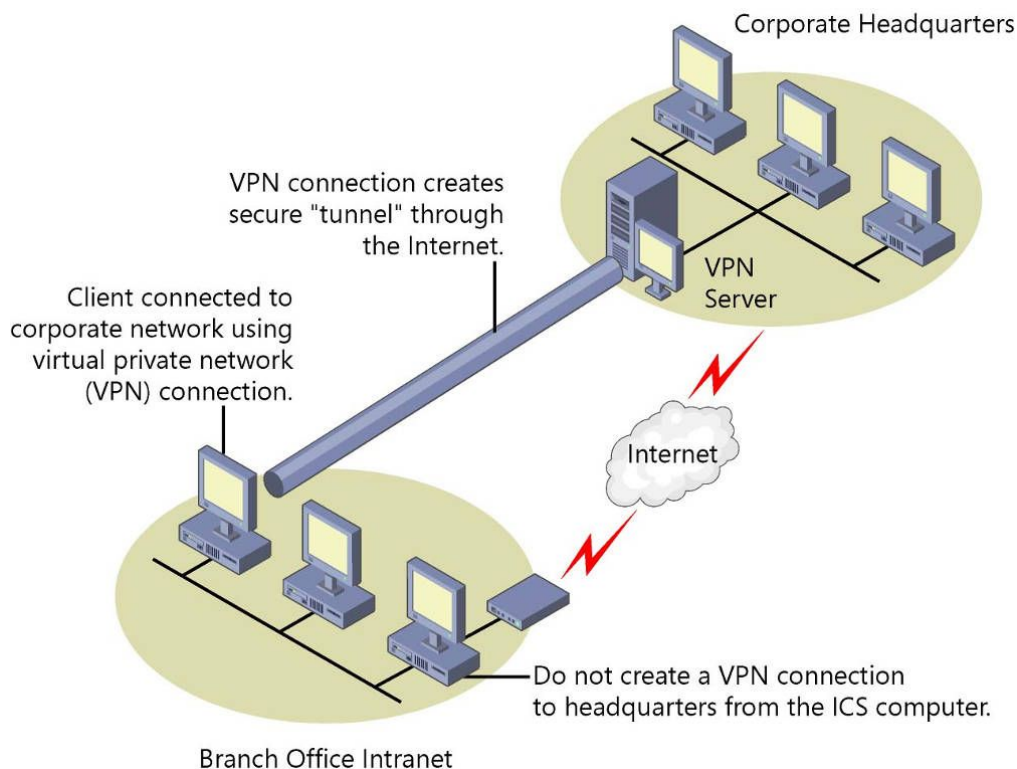 Corporate Headquarters
VPN connection creates
secure "tunnel" through
the Internet.
VPN
Server
Client connected to
corporate network using
virtual private network
(VPN) connection.
Internet
Do not create a VPN connection
to headquarters from the ICS computer.
Branch Office Intranet